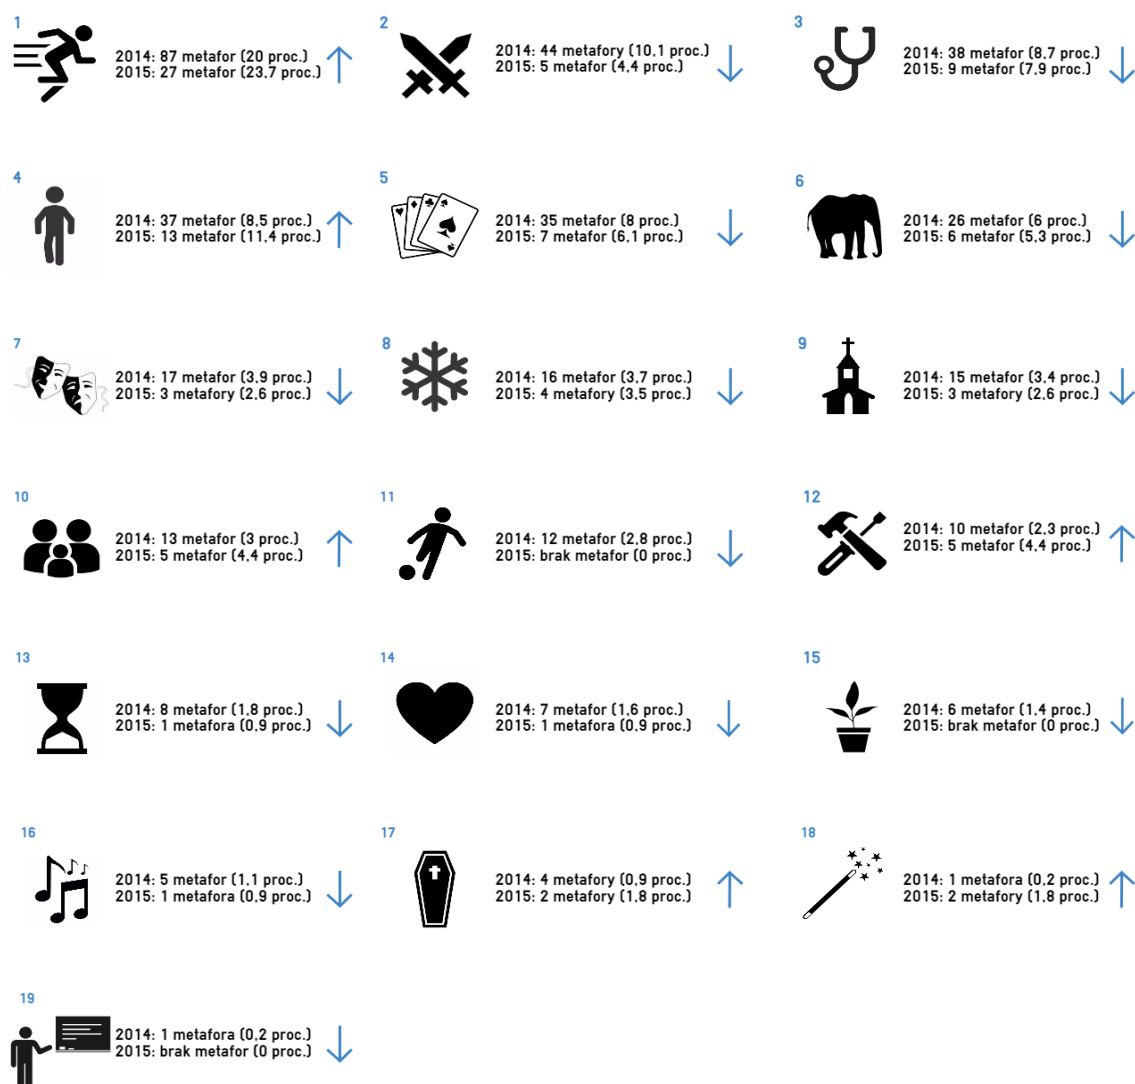 1
2014: 87 metafor (20 proc.)
2015: 27 metafor (23,7 proc.)
2
2014: 44 metafory (10,1 proc.)
2015: 5 metafor (4,4 proc.)
3
2014: 38 metafor (8,7 proc.)
2015: 9 metafor (7,9 proc.)
4
2014: 37 metafor (8,5 proc.)
2015: 13 metafor (11,4 proc.)
5
2014: 35 metafor (8 proc.)
2015: 7 metafor (6,1 proc.)
6
2014: 26 metafor (6 proc.)
2015: 6 metafor (5,3 proc.)
7
2014: 17 metafor (3,9 proc.)
2015: 3 metafory (2,6 proc.)
8
2014: 16 metafor (3,7 proc.)
2015: 4 metafory (3,5 proc.)
9
2014: 15 metafor (3,4 proc.)
2015: 3 metafory (2,6 proc.)
10
2014: 13 metafor (3 proc.)
2015: 5 metafor (4,4 proc.)
11
2014: 12 metafor (2,8 proc.)
2015: brak metafor (0 proc.)
12
2014: 10 metafor (2,3 proc.)
2015: 5 metafor (4,4 proc.)
13
2014: 8 metafor (1,8 proc.)
2015: 1 metafora (0,9 proc.)
14
2014: 7 metafor (1,6 proc.)
2015: 1 metafora (0,9 proc.)
15
2014: 6 metafor (1,4 proc.)
2015: brak metafor (0 proc.)
16
2014: 5 metafor (1,1 proc.)
2015: 1 metafora (0,9 proc.)
17
2014: 4 metafory (0,9 proc.)
2015: 2 metafory (1,8 proc.)
18
2014: 1 metafora (0,2 proc.)
2015: 2 metafory (1,8 proc.)
19
2014: 1 metafora (0,2 proc.)
2015: brak metafor (0 proc.)